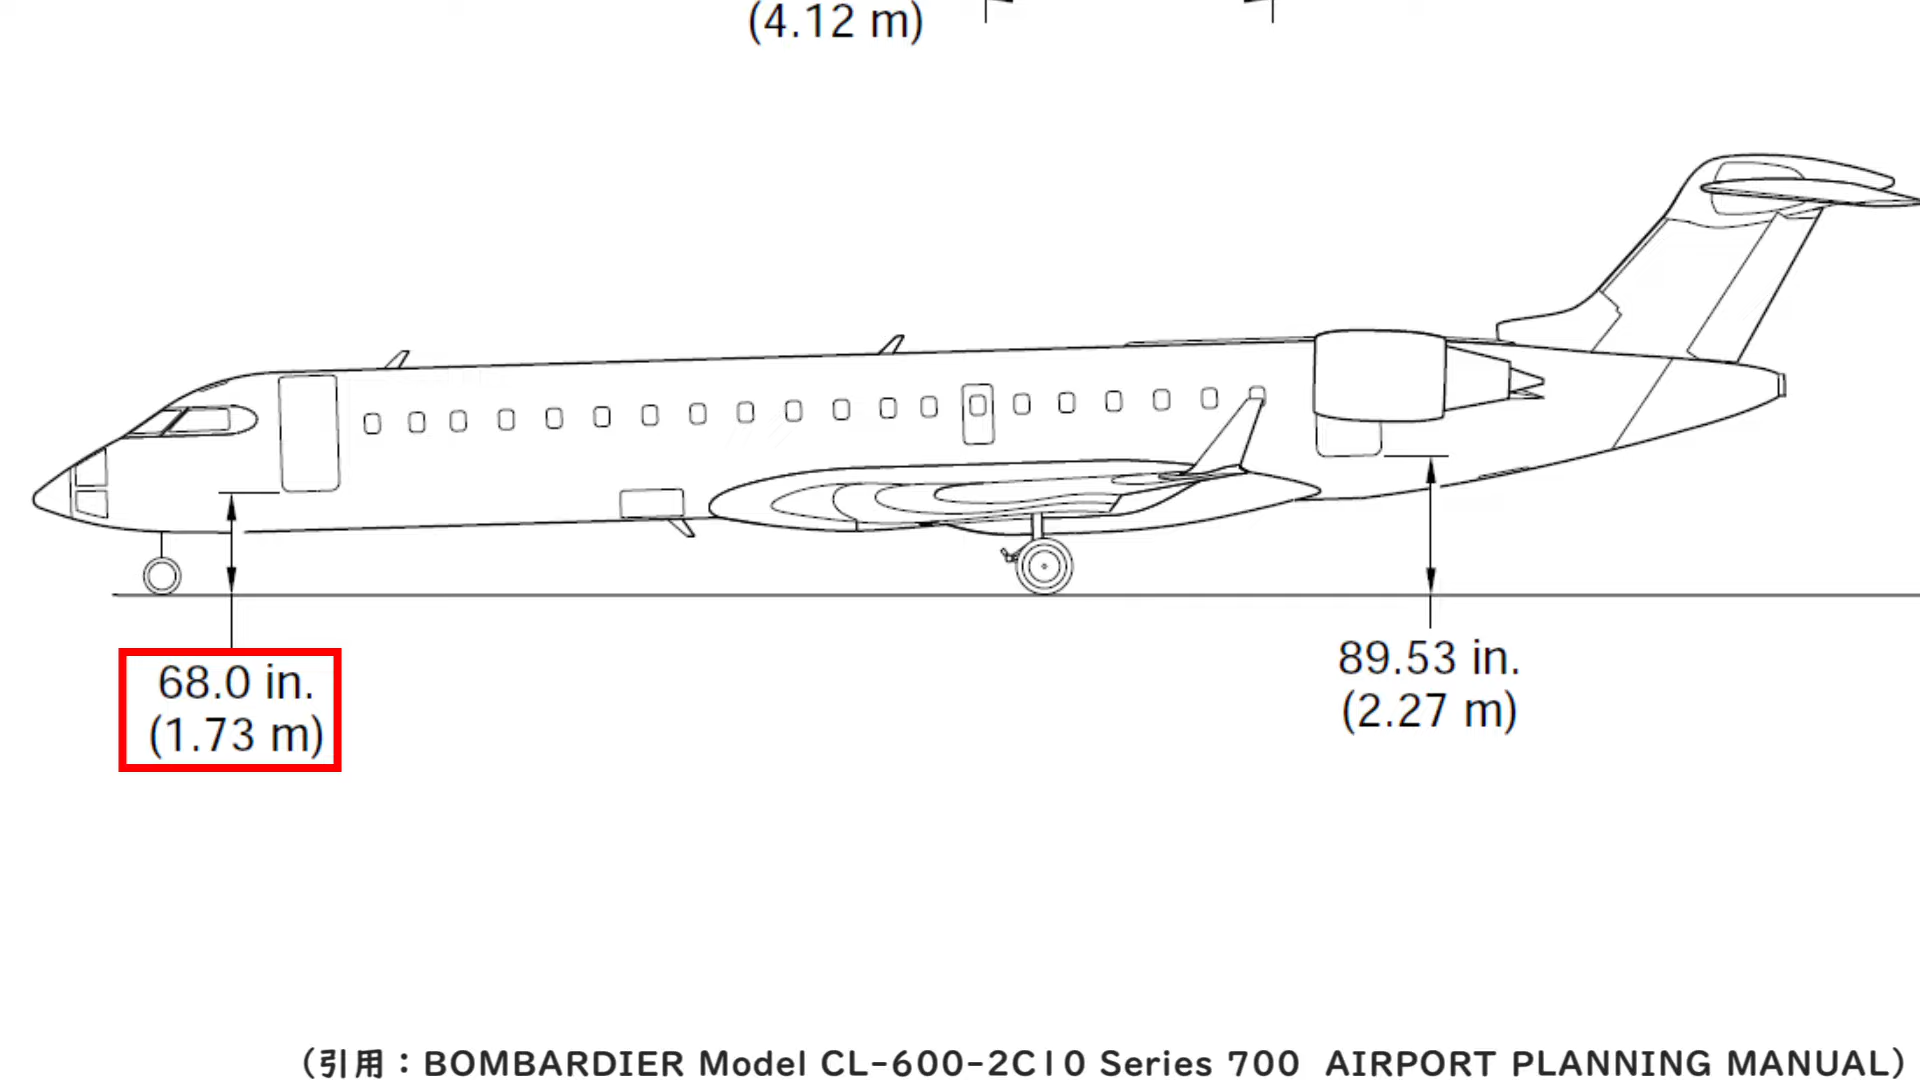 (4.12 m)
68.0 in.
(1.73 m)
89.53 in.
(2.27 m)
（引用：BOMBARDIER Model CL-600-2C10 Series 700 AIRPORT PLANNING MANUAL）